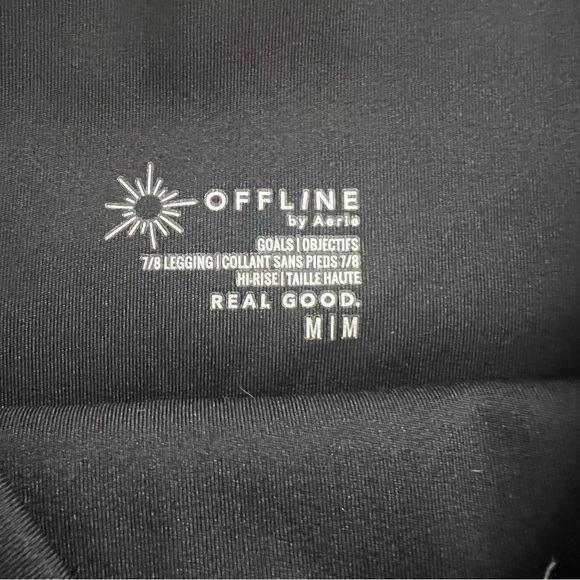 OFFLINE
by Aerie
GOALS | OBJECTIFS
7/8 LEGGING | COLLANT SANS PIEDS 7/8
HI-RISE | TAILLE HAUTE
REAL GOOD.
M | M